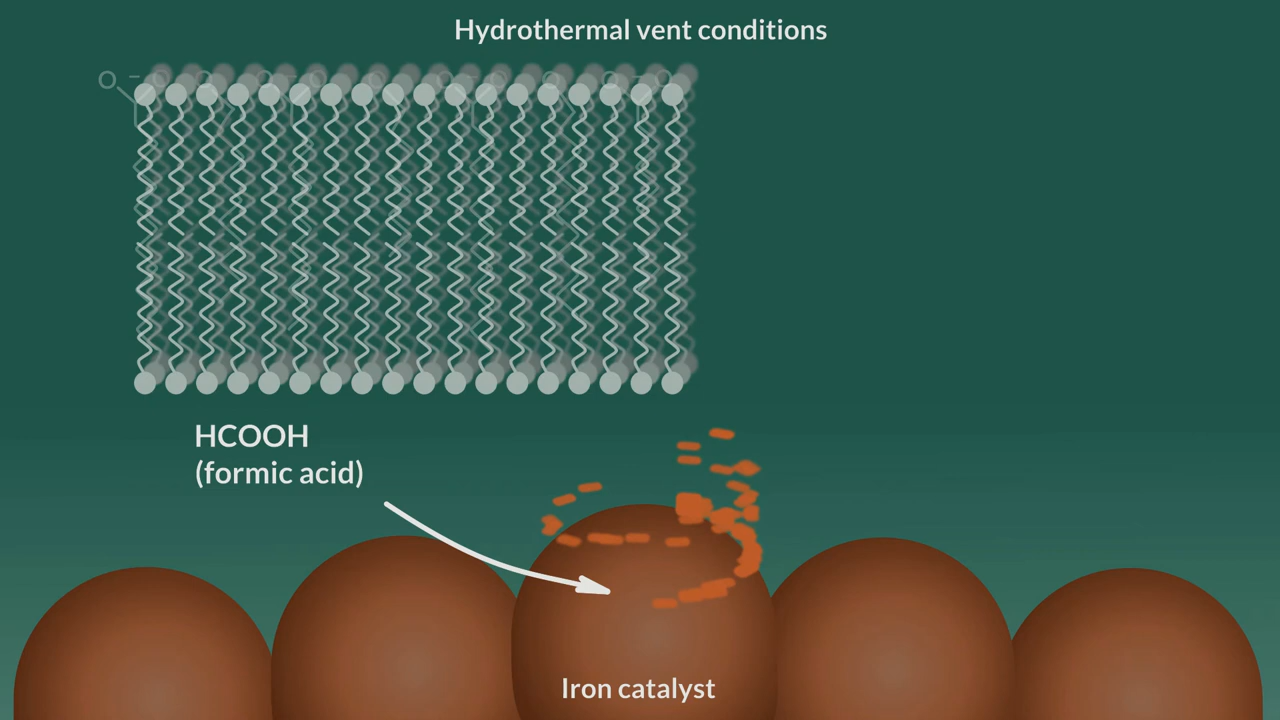 Hydrothermal vent conditions
HCOOH
(formic acid)
Iron catalyst